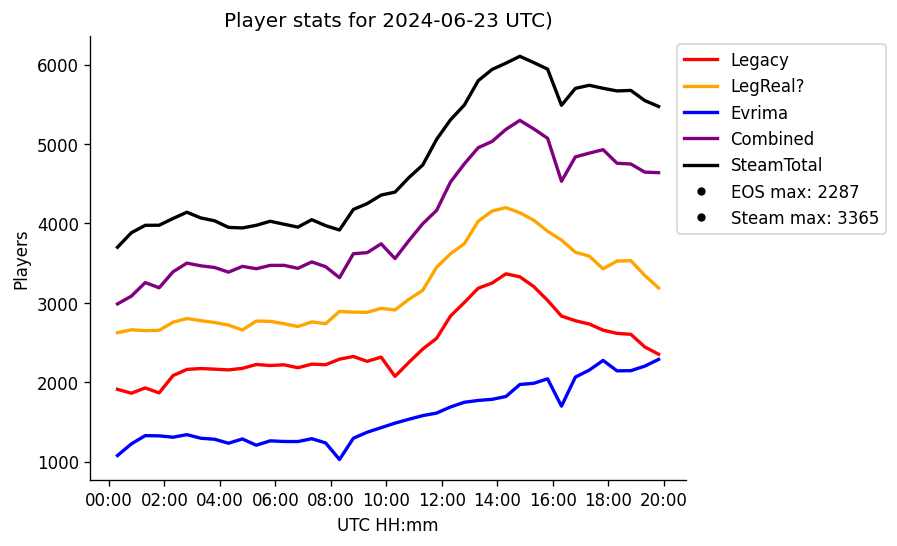 Player stats for 2024-06-23 UTC)
6000
5000
4000
3000
2000
1000
Players
00:00 02:00 04:00 06:00 08:00 10:00 12:00 14:00 16:00 18:00 20:00
UTC HH:mm
Legacy
LegReal?
Evrima
Combined
SteamTotal
EOS max: 2287
Steam max: 3365